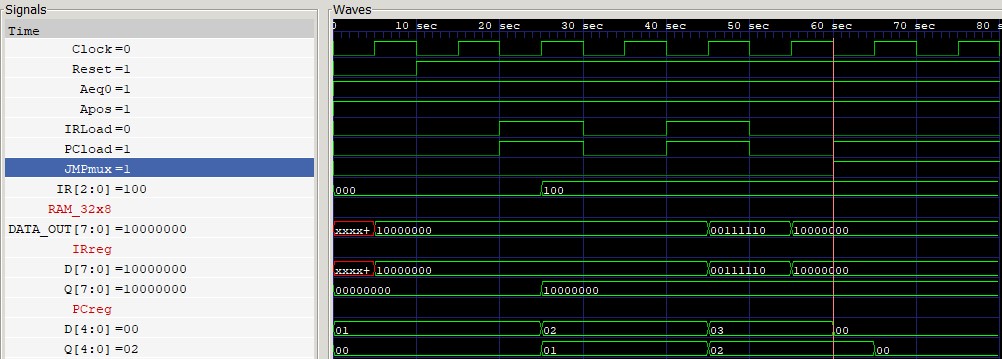 Signals
Waves
Time
0 10 sec 20 sec 30 sec 40 sec 50 sec 60 sec 70 sec 80 s
Clock=0
Reset=1
Aeq0=1
Apos=1
IRLoad=0
PCload=1
JMPmux=1
IR[2:0]=100 000 100
RAM_32x8
DATA_OUT[7:0]=10000000 xxxx+ 10000000 00111110 10000000
IRreg
D[7:0]=10000000 xxxx+ 10000000 00111110 10000000
Q[7:0]=10000000 00000000 10000000
PCreg
D[4:0]=00 01 02 03 00
Q[4:0]=02 00 01 02 00